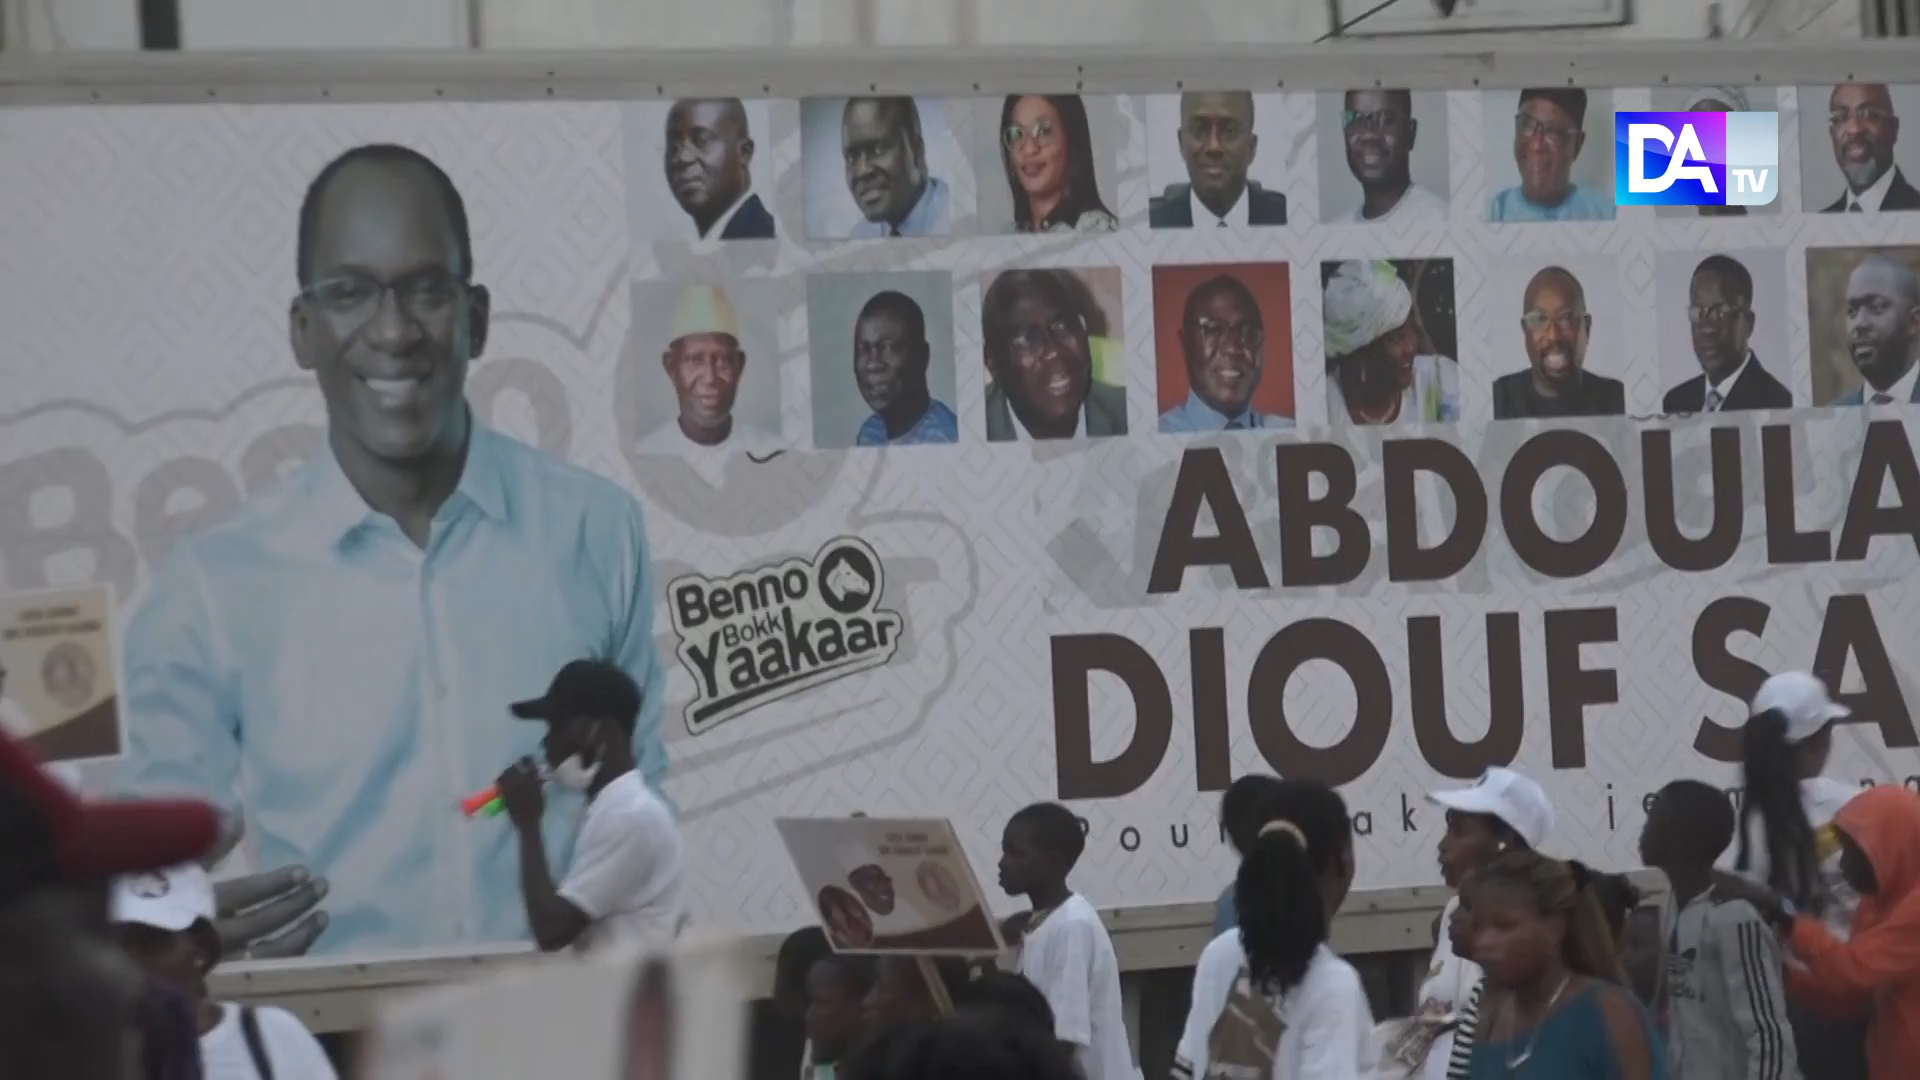 DA TV
ABDOULA
DIOUF SA
Benno
Bokk
Yaakaar